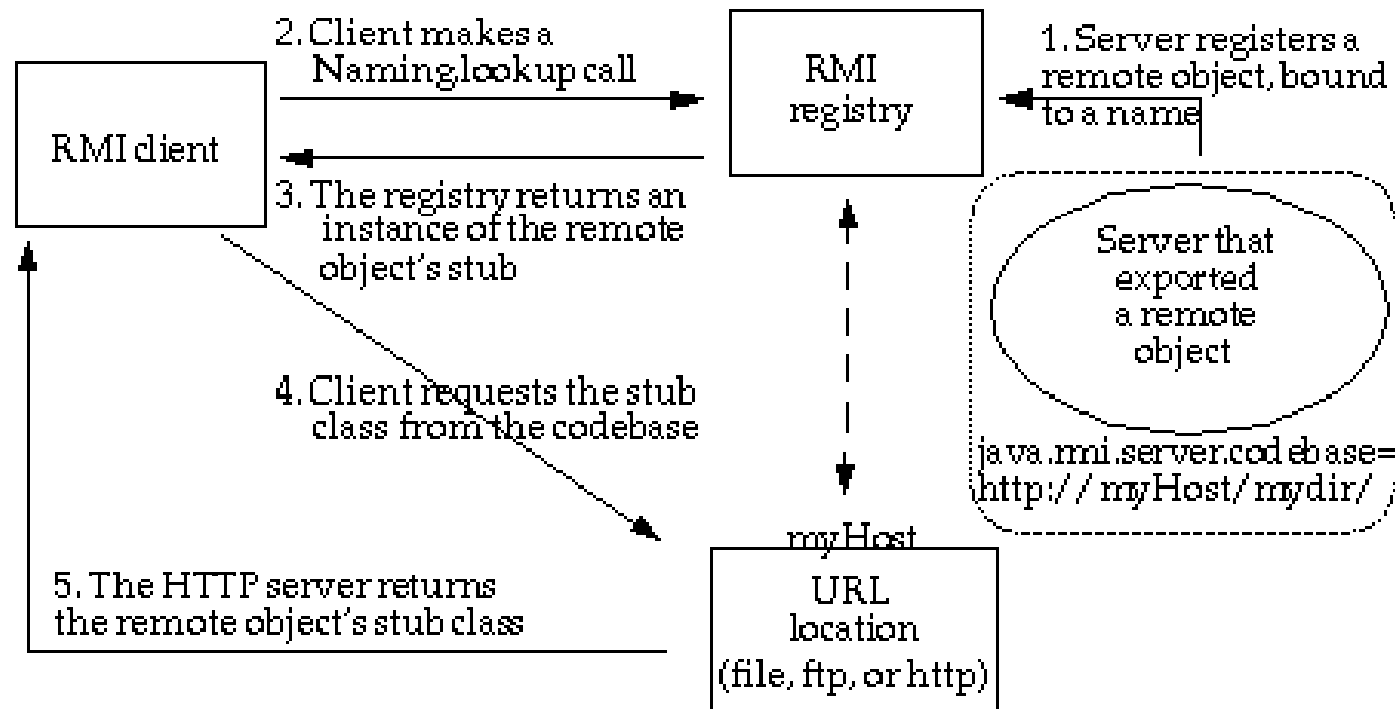 2. Client makes a
Naming.lookup call
RMI
registry
1. Server registers a
remote object, bound
to a name
RMI client
3. The registry returns an
instance of the remote
object's stub
Server that
exported
a remote
object
4. Client requests the stub
class from the codebase
java.rmi.server.codebase=
http://myHost/mydir/
myHost
URL
location
(file, ftp, or http)
5. The HTTP server returns
the remote object's stub class